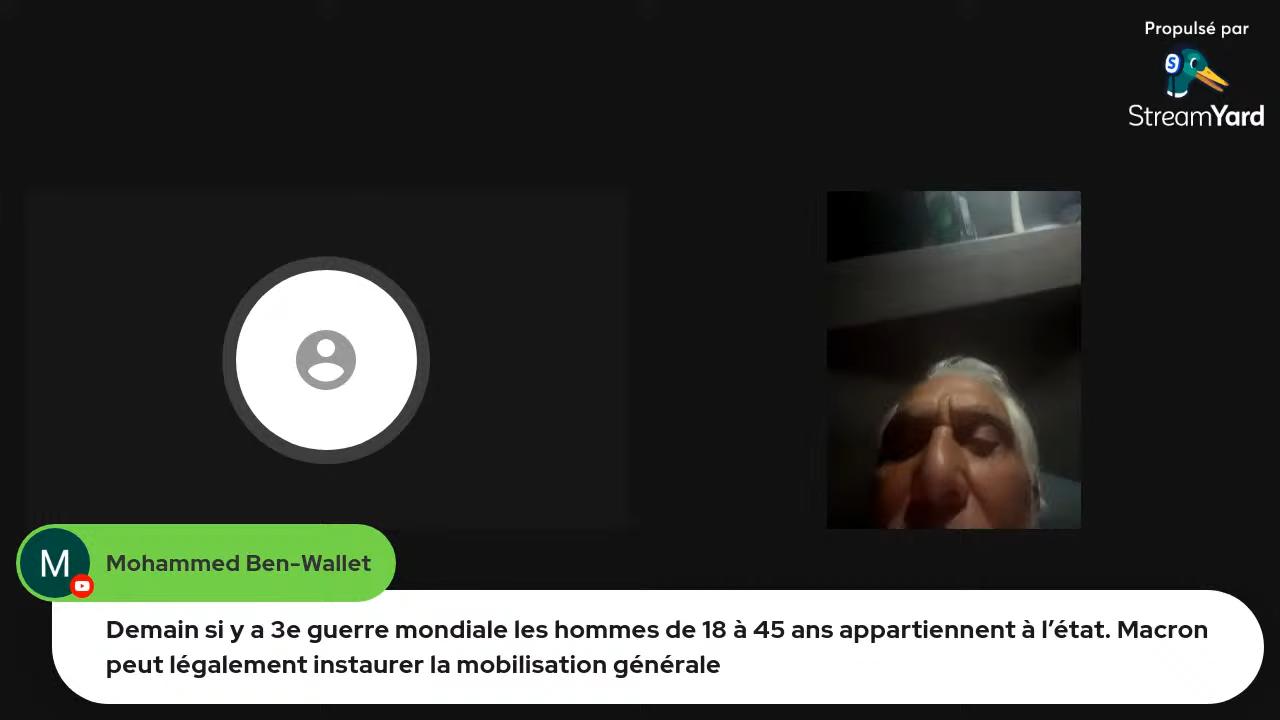 Propulsé par
S
StreamYard
M
Mohammed Ben-Wallet
Demain si y a 3e guerre mondiale les hommes de 18 à 45 ans appartiennent à l’état. Macron
peut légalement instaurer la mobilisation générale